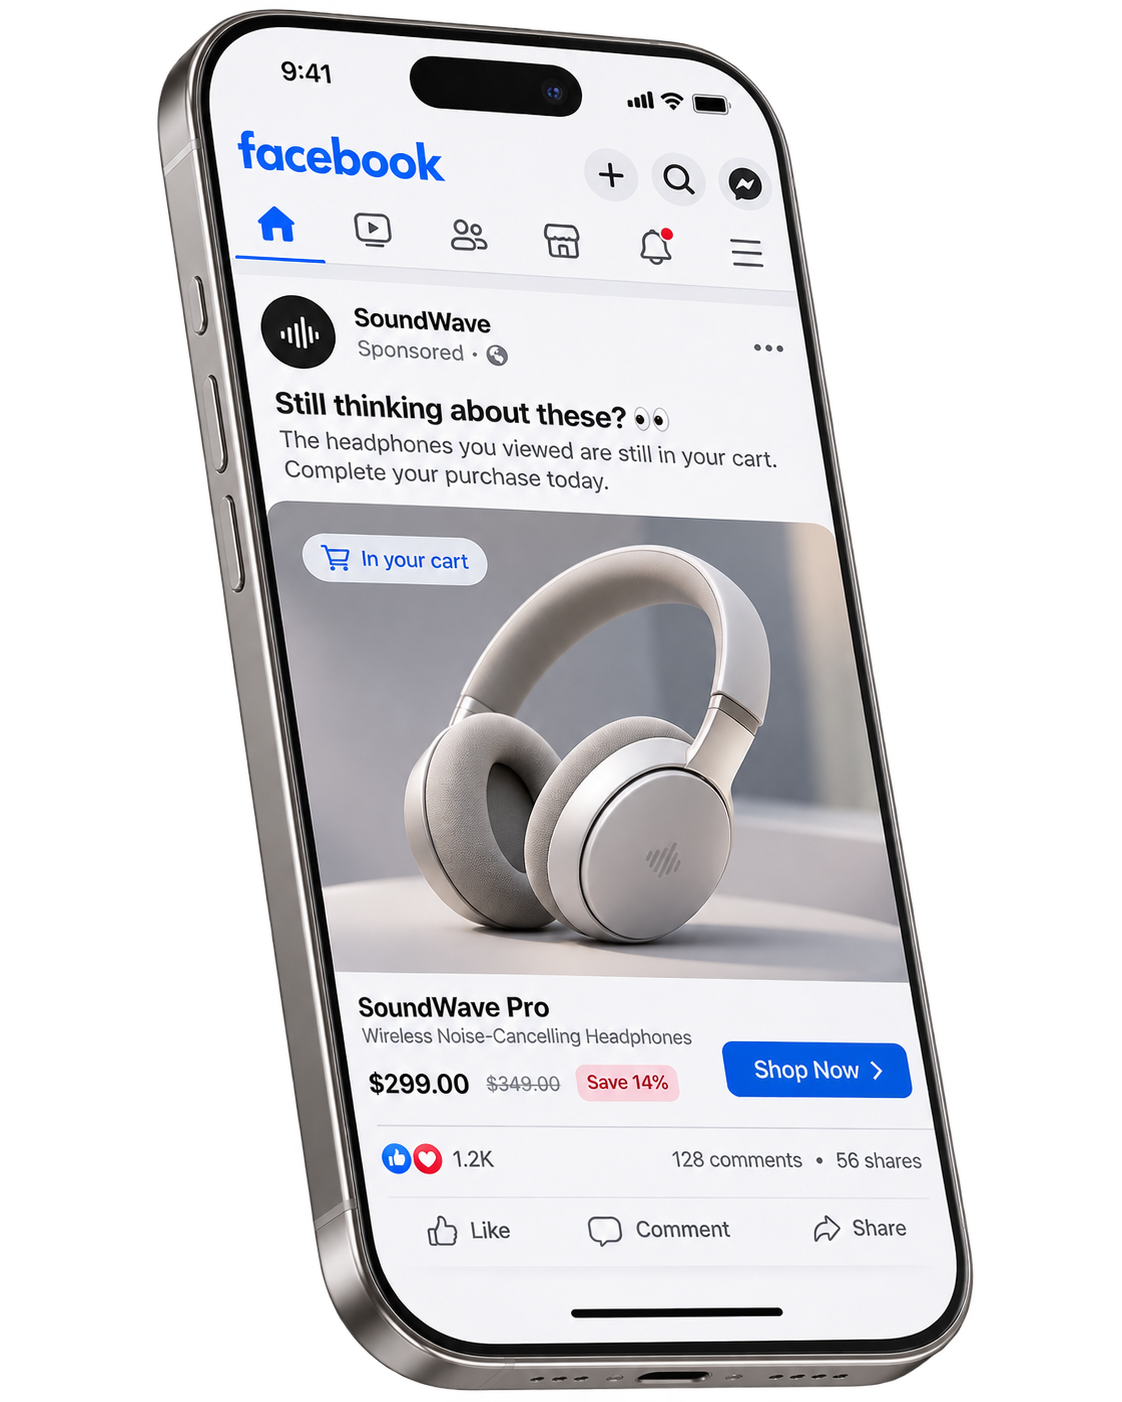 9:41
facebook
SoundWave
Sponsored ·
Still thinking about these? 👀
The headphones you viewed are still in your cart.
Complete your purchase today.
In your cart
SoundWave Pro
Wireless Noise-Cancelling Headphones
$299.00 $349.00 Save 14%
Shop Now >
1.2K 128 comments • 56 shares
Like Comment Share